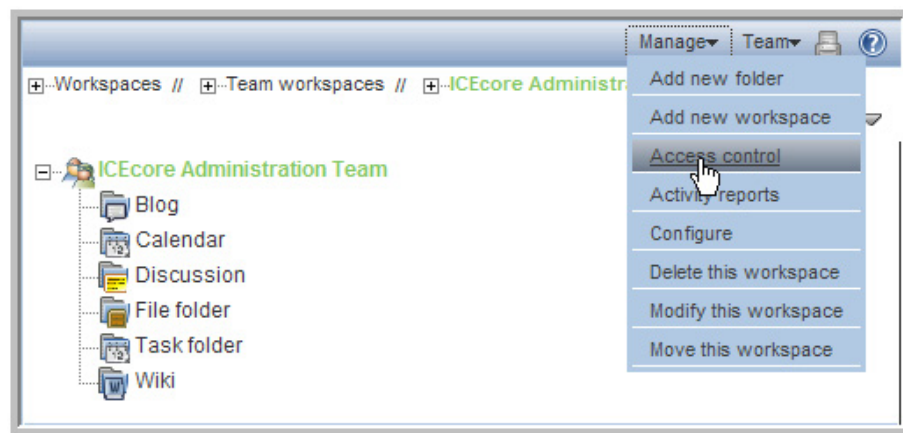 Manage Team
Workspaces // Team workspaces // ICEcore Administr
Add new folder
Add new workspace
Access control
Activity reports
Configure
Delete this workspace
Modify this workspace
Move this workspace
ICEcore Administration Team
Blog
Calendar
Discussion
File folder
Task folder
Wiki